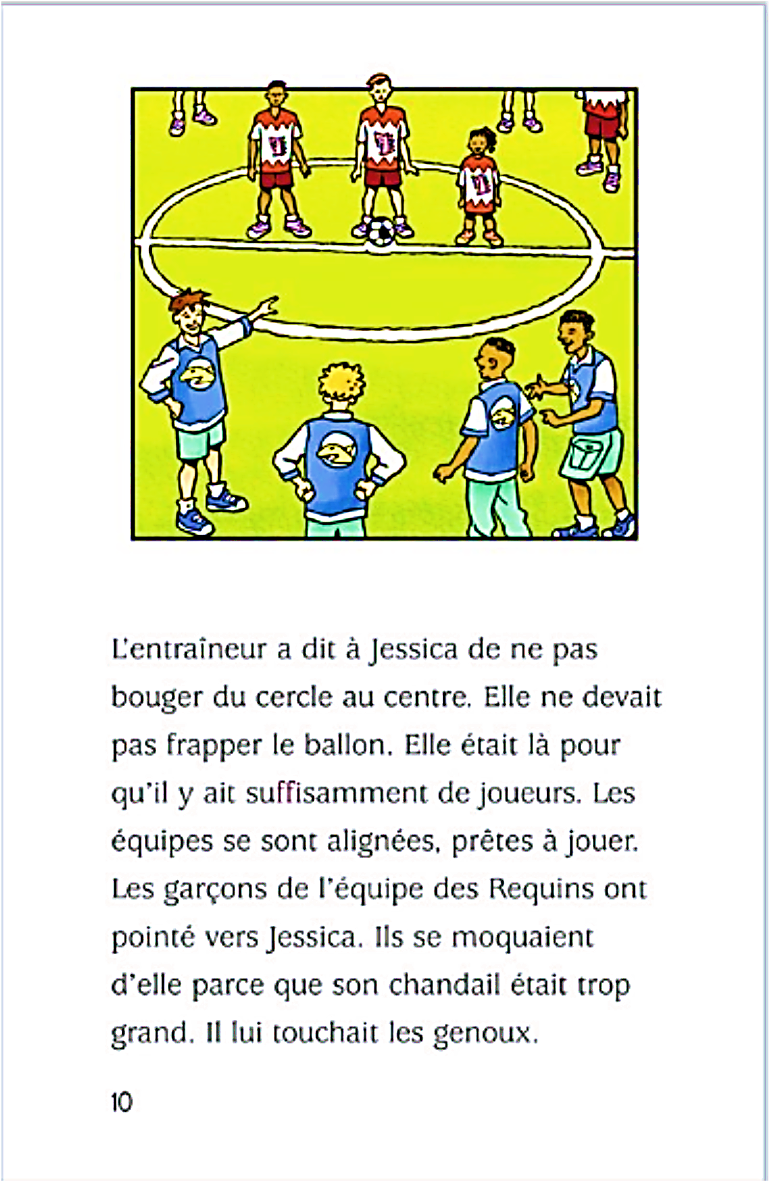 L'entraîneur a dit à Jessica de ne pas
bouger du cercle au centre. Elle ne devait
pas frapper le ballon. Elle était là pour
qu'il y ait suffisamment de joueurs. Les
équipes se sont alignées, prêtes à jouer.
Les garçons de l'équipe des Requins ont
pointé vers Jessica. Ils se moquaient
d'elle parce que son chandail était trop
grand. Il lui touchait les genoux.
10